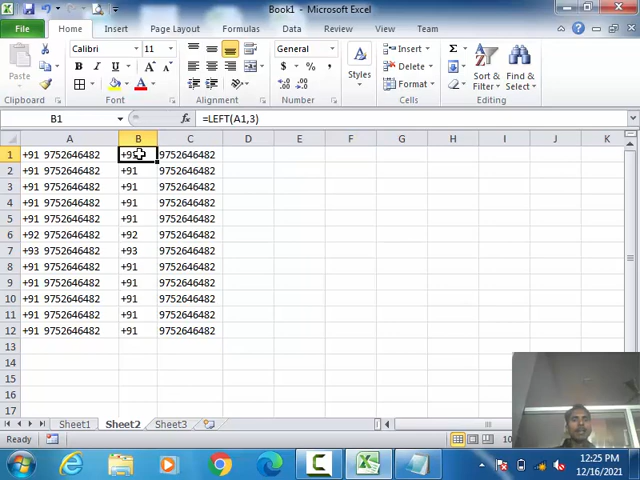 Book1 - Microsoft Excel
File Home Insert Page Layout Formulas Data Review View Team
Calibri 11 General Insert Σ
Paste B I U A $ % , Styles Delete Sort & Filter Find & Select
Format
Clipboard Font Alignment Number Cells Editing
B1 fx =LEFT(A1,3)
A B C D E F G H I J K
1 +91 9752646482 +91 9752646482
2 +91 9752646482 +91 9752646482
3 +91 9752646482 +91 9752646482
4 +91 9752646482 +91 9752646482
5 +91 9752646482 +91 9752646482
6 +92 9752646482 +92 9752646482
7 +93 9752646482 +93 9752646482
8 +91 9752646482 +91 9752646482
9 +91 9752646482 +91 9752646482
10 +91 9752646482 +91 9752646482
11 +91 9752646482 +91 9752646482
12 +91 9752646482 +91 9752646482
13
14
15
16
17
Sheet1 Sheet2 Sheet3
Ready 10
12:25 PM
12/16/2021